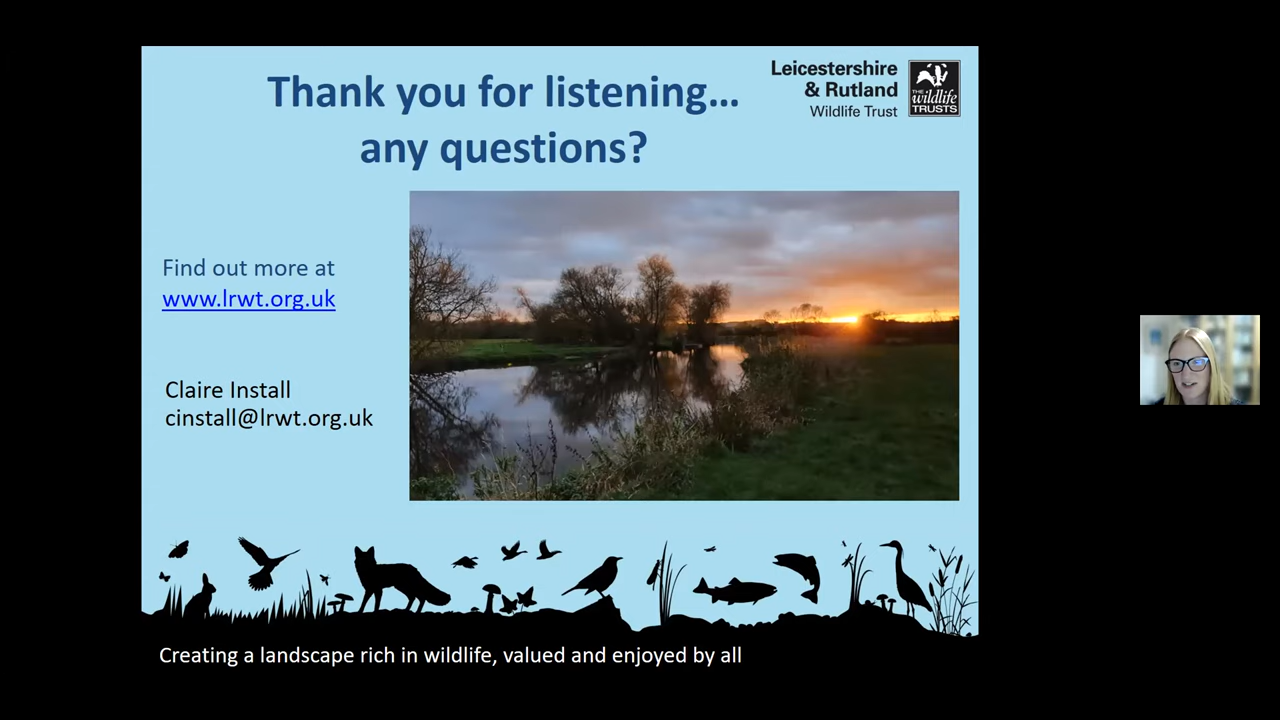 Thank you for listening...
any questions?
Leicestershire
& Rutland
Wildlife Trust
THE
wildlife
TRUSTS
Find out more at
www.lrwt.org.uk
Claire Install
cinstall@lrwt.org.uk
Creating a landscape rich in wildlife, valued and enjoyed by all